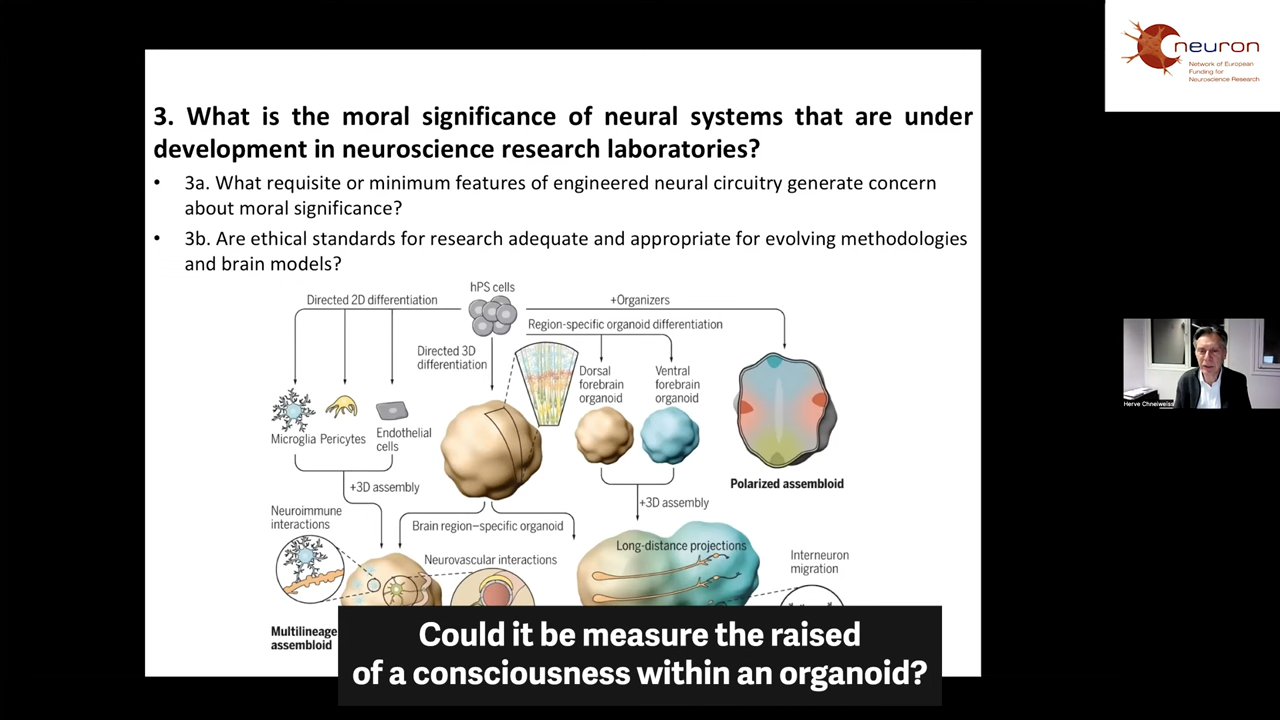 neuron
Network of European
Funding for
Neuroscience Research
3. What is the moral significance of neural systems that are under
development in neuroscience research laboratories?
• 3a. What requisite or minimum features of engineered neural circuitry generate concern
about moral significance?
• 3b. Are ethical standards for research adequate and appropriate for evolving methodologies
and brain models?
hPS cells
Directed 2D differentiation
+Organizers
Region-specific organoid differentiation
Directed 3D
differentiation
Dorsal
forebrain
organoid
Ventral
forebrain
organoid
Microglia
Pericytes
Endothelial
cells
Polarized assembloid
+3D assembly
+3D assembly
Neuroimmune
interactions
Brain region–specific organoid
Neurovascular interactions
Long-distance projections
Interneuron
migration
Multilineage
assembloid
Herve Chneiweiss
Could it be measure the raised
of a consciousness within an organoid?